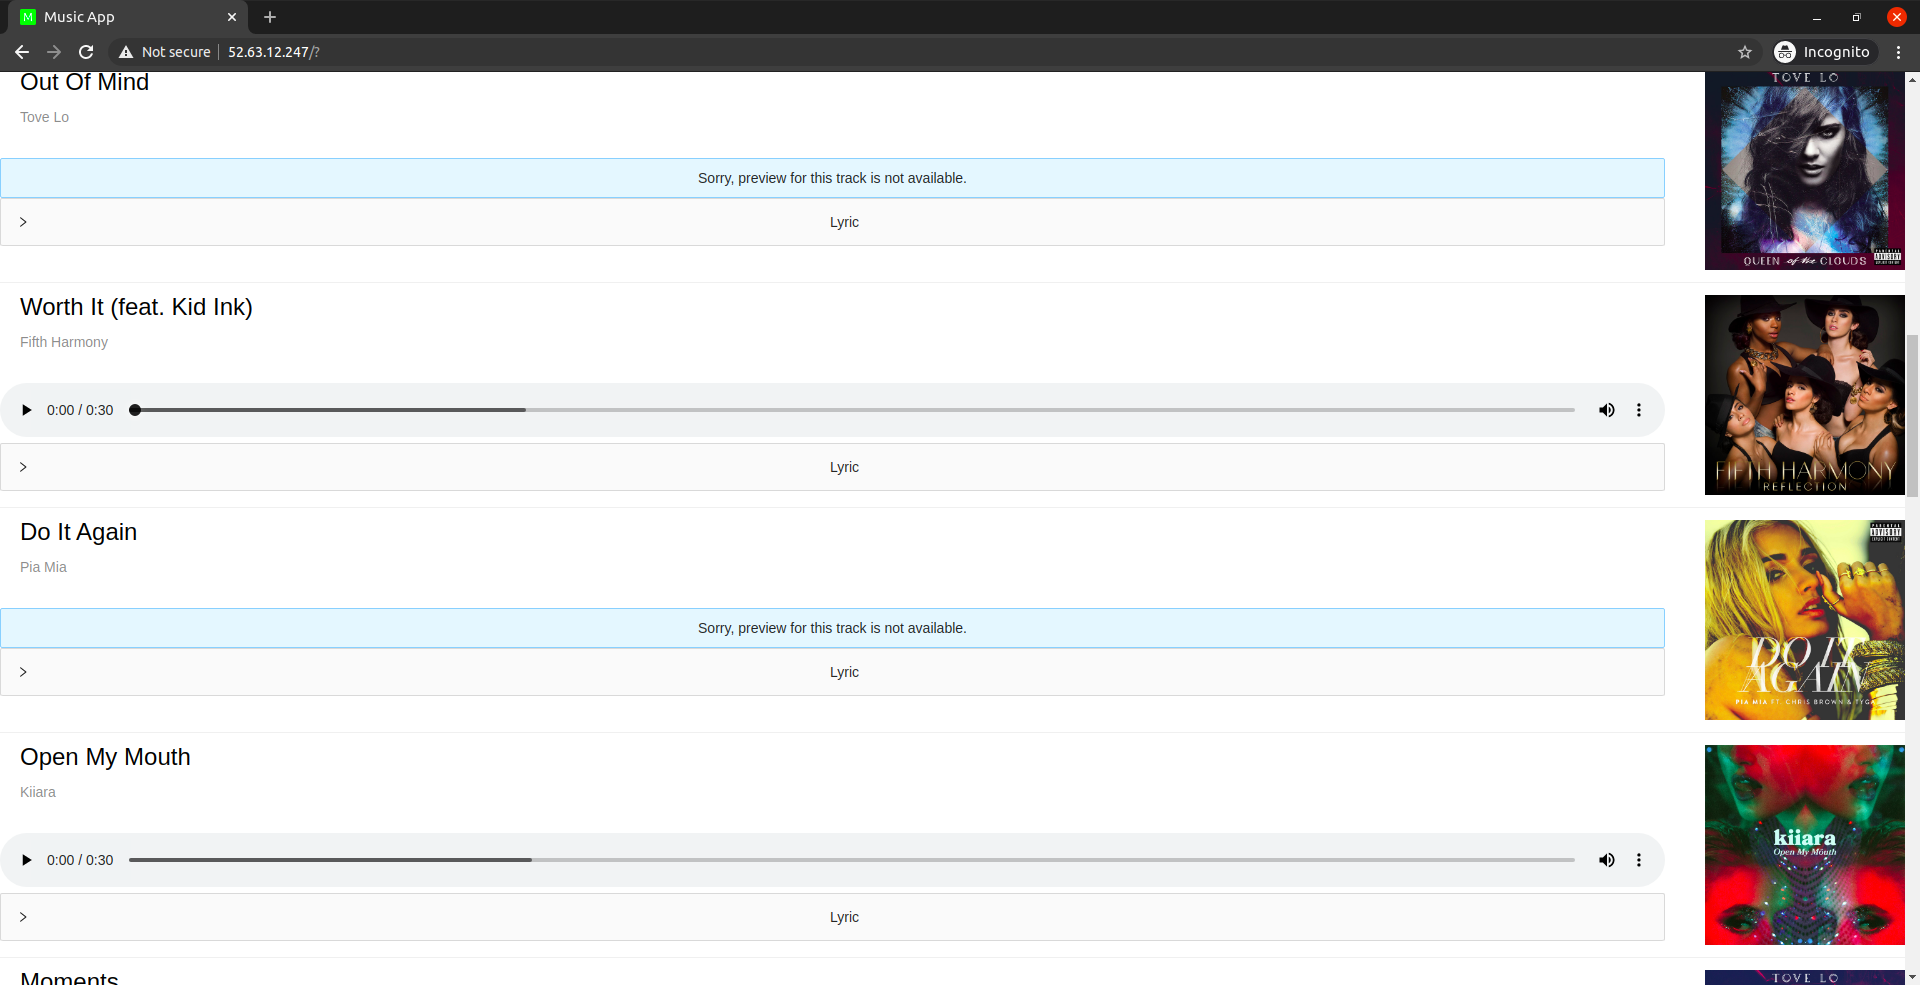 M Music App
Not secure 52.63.12.247/?
Incognito
Out Of Mind
Tove Lo
Sorry, preview for this track is not available.
Lyric
TOVE LO
QUEEN of the CLOUDS
PARENTAL
ADVISORY
Worth It (feat. Kid Ink)
Fifth Harmony
0:00 / 0:30
Lyric
FIFTH HARMONY
REFLECTION
Do It Again
Pia Mia
Sorry, preview for this track is not available.
Lyric
PARENTAL
ADVISORY
DO IT
AGAIN
PIA MIA FT. CHRIS BROWN & TYGA
Open My Mouth
Kiiara
0:00 / 0:30
Lyric
kiiara
Open My Mouth
Moments
TOVE LO